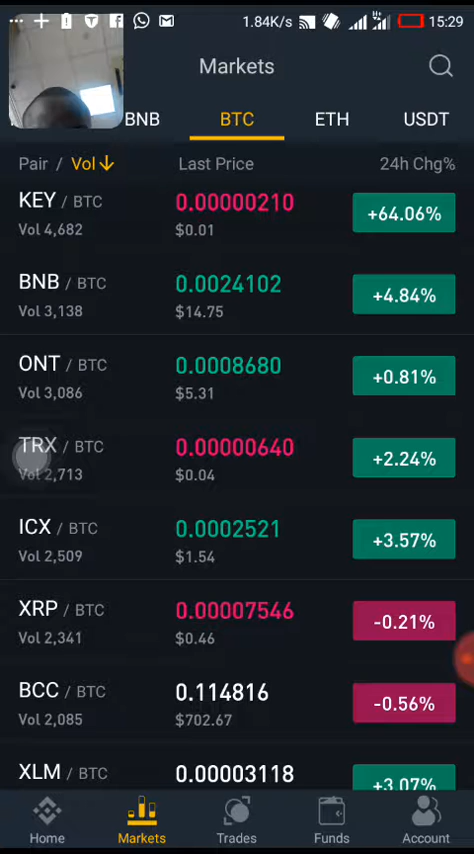 1.84K/s 15:29
Markets
BNB BTC ETH USDT
Pair / Vol↓ Last Price 24h Chg%
KEY / BTC 0.00000210 +64.06%
Vol 4,682 $0.01
BNB / BTC 0.0024102 +4.84%
Vol 3,138 $14.75
ONT / BTC 0.0008680 +0.81%
Vol 3,086 $5.31
TRX / BTC 0.00000640 +2.24%
Vol 2,713 $0.04
ICX / BTC 0.0002521 +3.57%
Vol 2,509 $1.54
XRP / BTC 0.00007546 -0.21%
Vol 2,341 $0.46
BCC / BTC 0.114816 -0.56%
Vol 2,085 $702.67
XLM / BTC 0.00003118 +3.07%
Home Markets Trades Funds Account